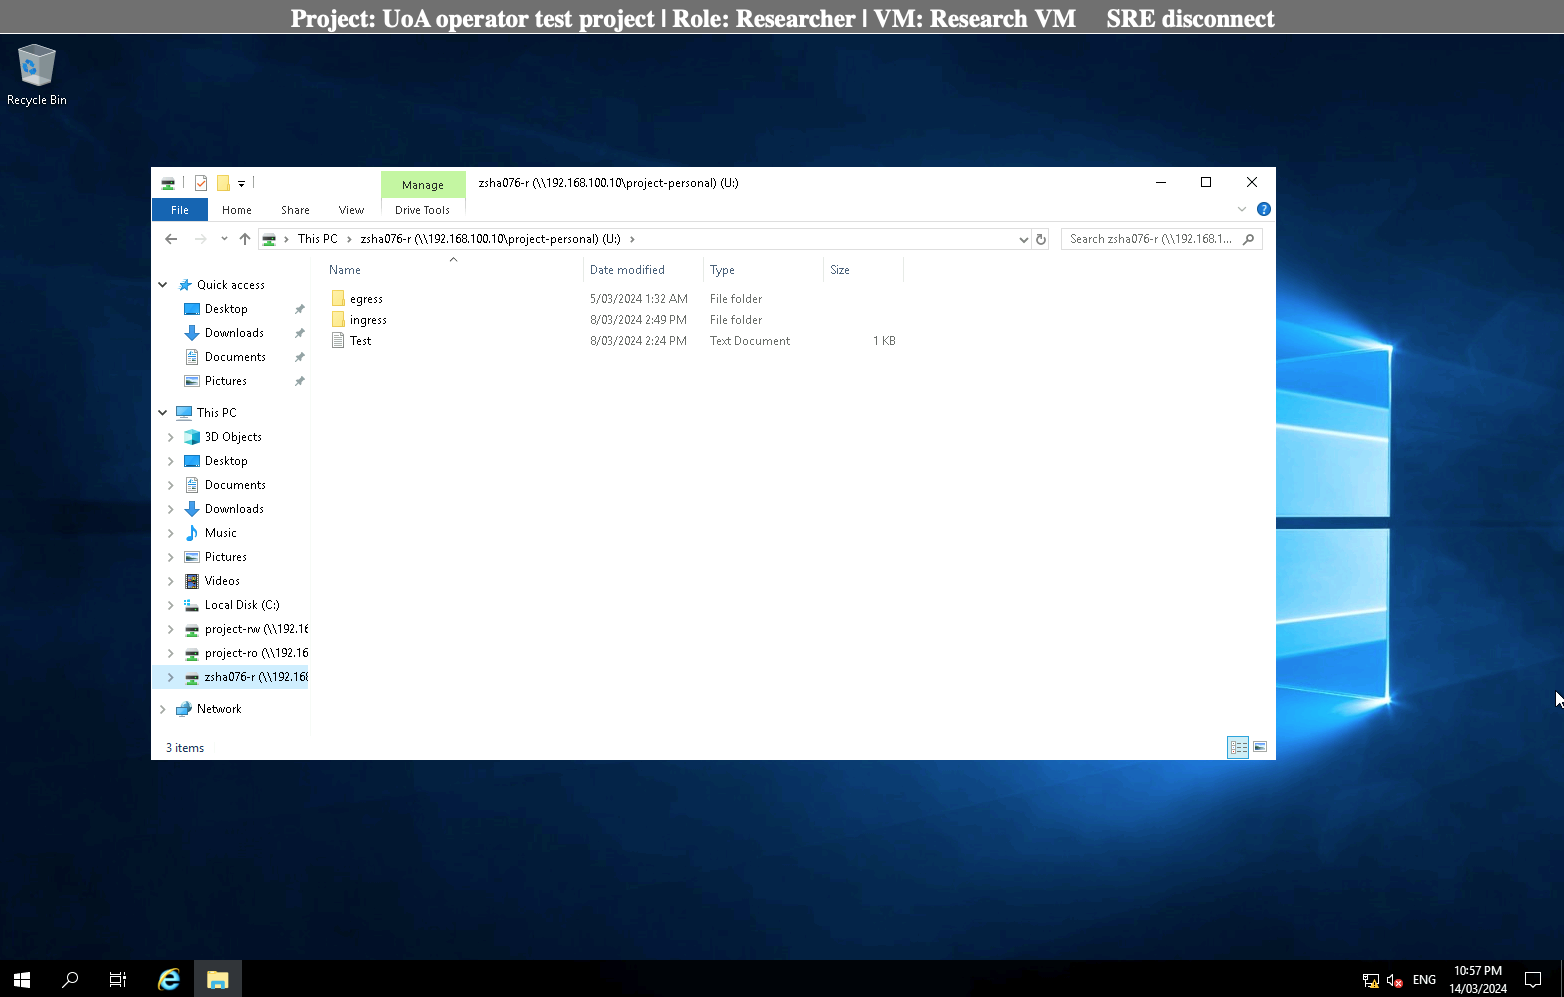 Project: UoA operator test project | Role: Researcher | VM: Research VM SRE disconnect
Recycle Bin
Manage
zsha076-r (\\192.168.100.10\project-personal) (U:)
File Home Share View Drive Tools
This PC > zsha076-r (\\192.168.100.10\project-personal) (U:) >
Search zsha076-r (\\192.168.1...
Name Date modified Type Size
egress 5/03/2024 1:32 AM File folder
ingress 8/03/2024 2:49 PM File folder
Test 8/03/2024 2:24 PM Text Document 1 KB
Quick access
Desktop
Downloads
Documents
Pictures
This PC
3D Objects
Desktop
Documents
Downloads
Music
Pictures
Videos
Local Disk (C:)
project-rw (\\192.16
project-ro (\\192.16
zsha076-r (\\192.168
Network
3 items
ENG
10:57 PM
14/03/2024